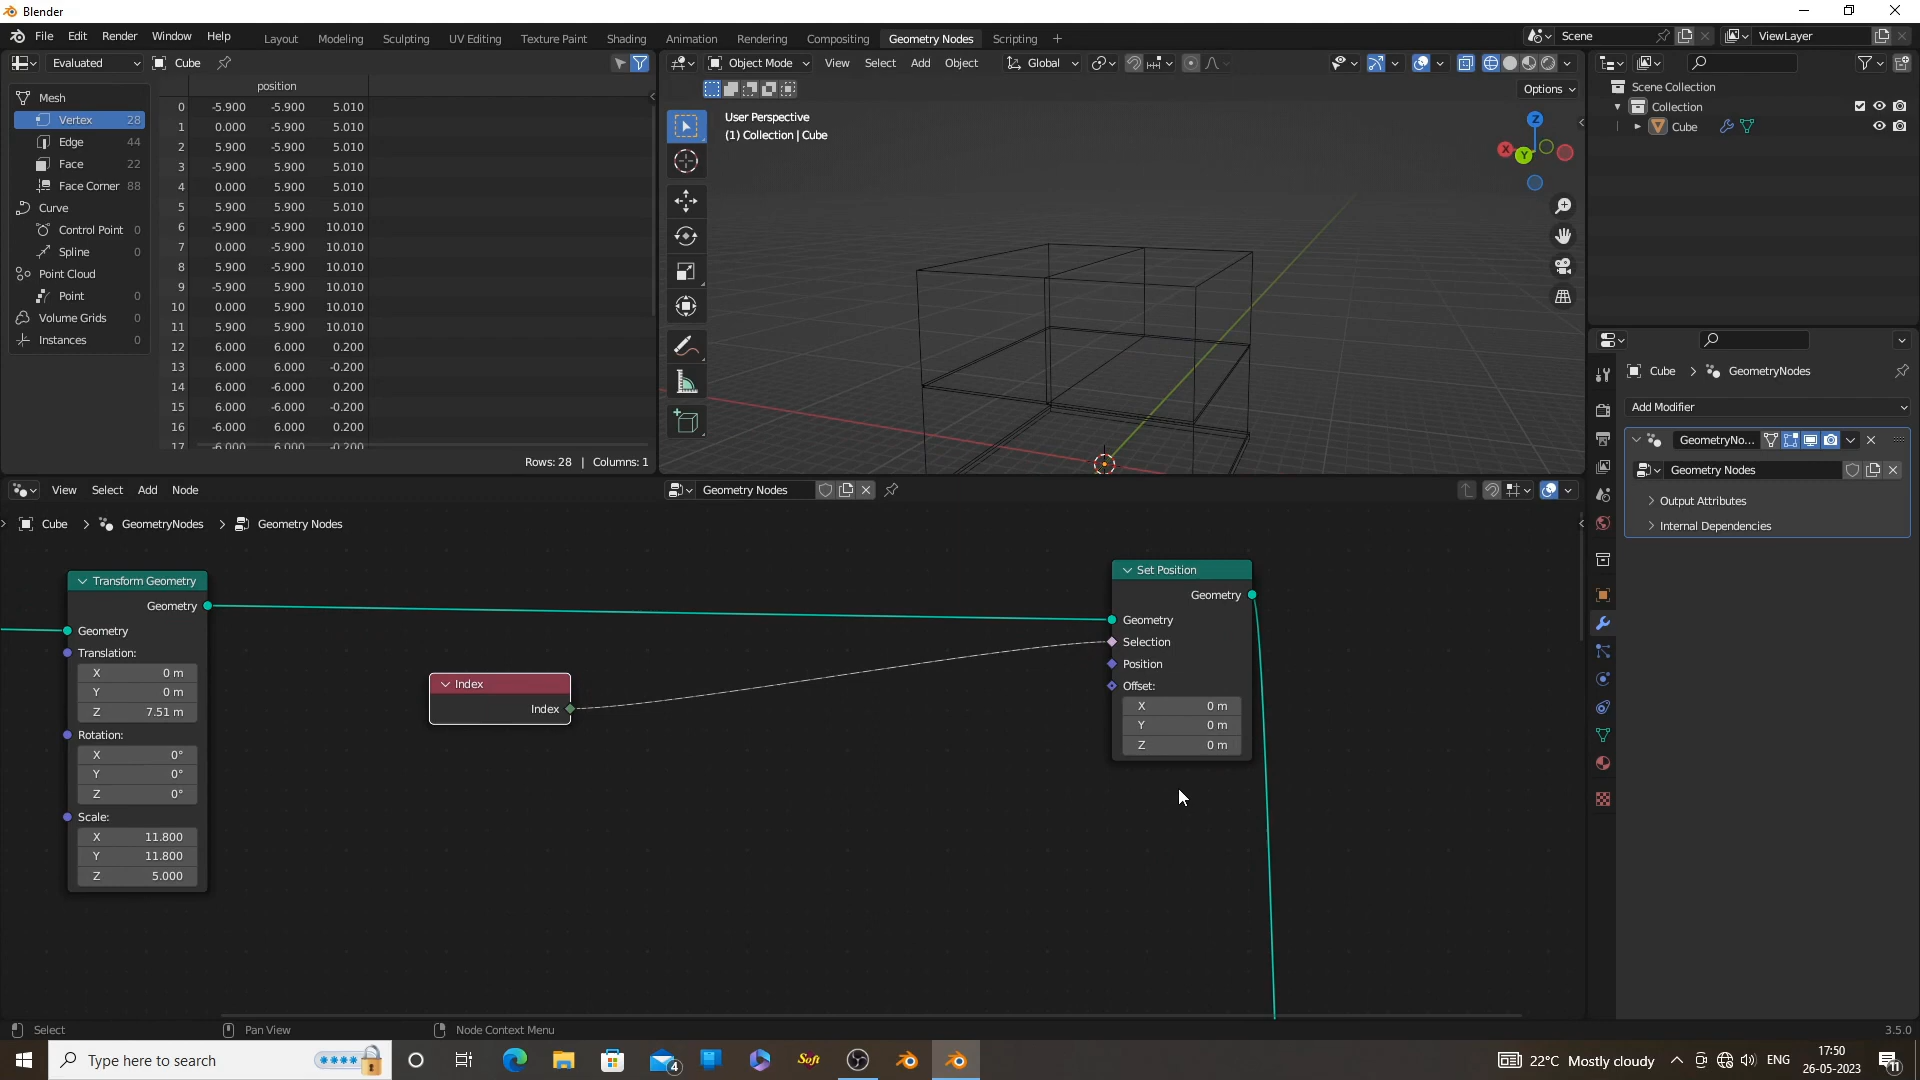 Blender
File Edit Render Window Help Layout Modeling Sculpting UV Editing Texture Paint Shading Animation Rendering Compositing Geometry Nodes Scripting + Scene ViewLayer
Evaluated Cube
position
Mesh
Vertex 28
Edge 44
Face 22
Face Corner 88
Curve
Control Point 0
Spline 0
Point Cloud
Point 0
Volume Grids 0
Instances 0
0 -5.900 -5.900 5.010
1 0.000 -5.900 5.010
2 5.900 -5.900 5.010
3 -5.900 5.900 5.010
4 0.000 5.900 5.010
5 5.900 5.900 5.010
6 -5.900 -5.900 10.010
7 0.000 -5.900 10.010
8 5.900 -5.900 10.010
9 -5.900 5.900 10.010
10 0.000 5.900 10.010
11 5.900 5.900 10.010
12 6.000 6.000 0.200
13 6.000 6.000 -0.200
14 6.000 -6.000 0.200
15 6.000 -6.000 -0.200
16 -6.000 6.000 0.200
17 -6.000 6.000 -0.200
Rows: 28 | Columns: 1
Object Mode View Select Add Object Global
Options
User Perspective
(1) Collection | Cube
Z
X
Y
Scene Collection
Collection
Cube
Cube > GeometryNodes
Add Modifier
GeometryNo...
Geometry Nodes
Output Attributes
Internal Dependencies
View Select Add Node Geometry Nodes
Cube > GeometryNodes > Geometry Nodes
Transform Geometry
Geometry
Geometry
Translation:
X 0 m
Y 0 m
Z 7.51 m
Rotation:
X 0°
Y 0°
Z 0°
Scale:
X 11.800
Y 11.800
Z 5.000
Index
Index
Set Position
Geometry
Geometry
Selection
Position
Offset:
X 0 m
Y 0 m
Z 0 m
Select Pan View Node Context Menu 3.5.0
Type here to search
4
Soft
22°C Mostly cloudy
ENG
17:50
26-05-2023
11